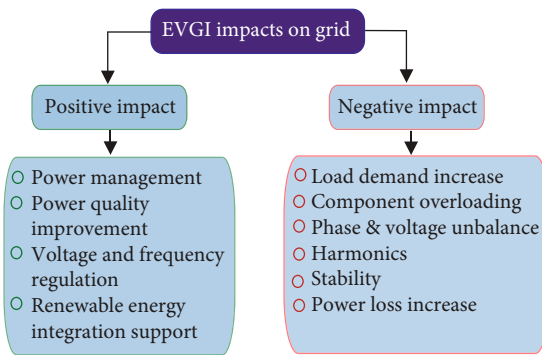 EVGI impacts on grid
Positive impact
Negative impact
Power management
Power quality
improvement
Voltage and frequency
regulation
Renewable energy
integration support
Load demand increase
Component overloading
Phase & voltage unbalance
Harmonics
Stability
Power loss increase